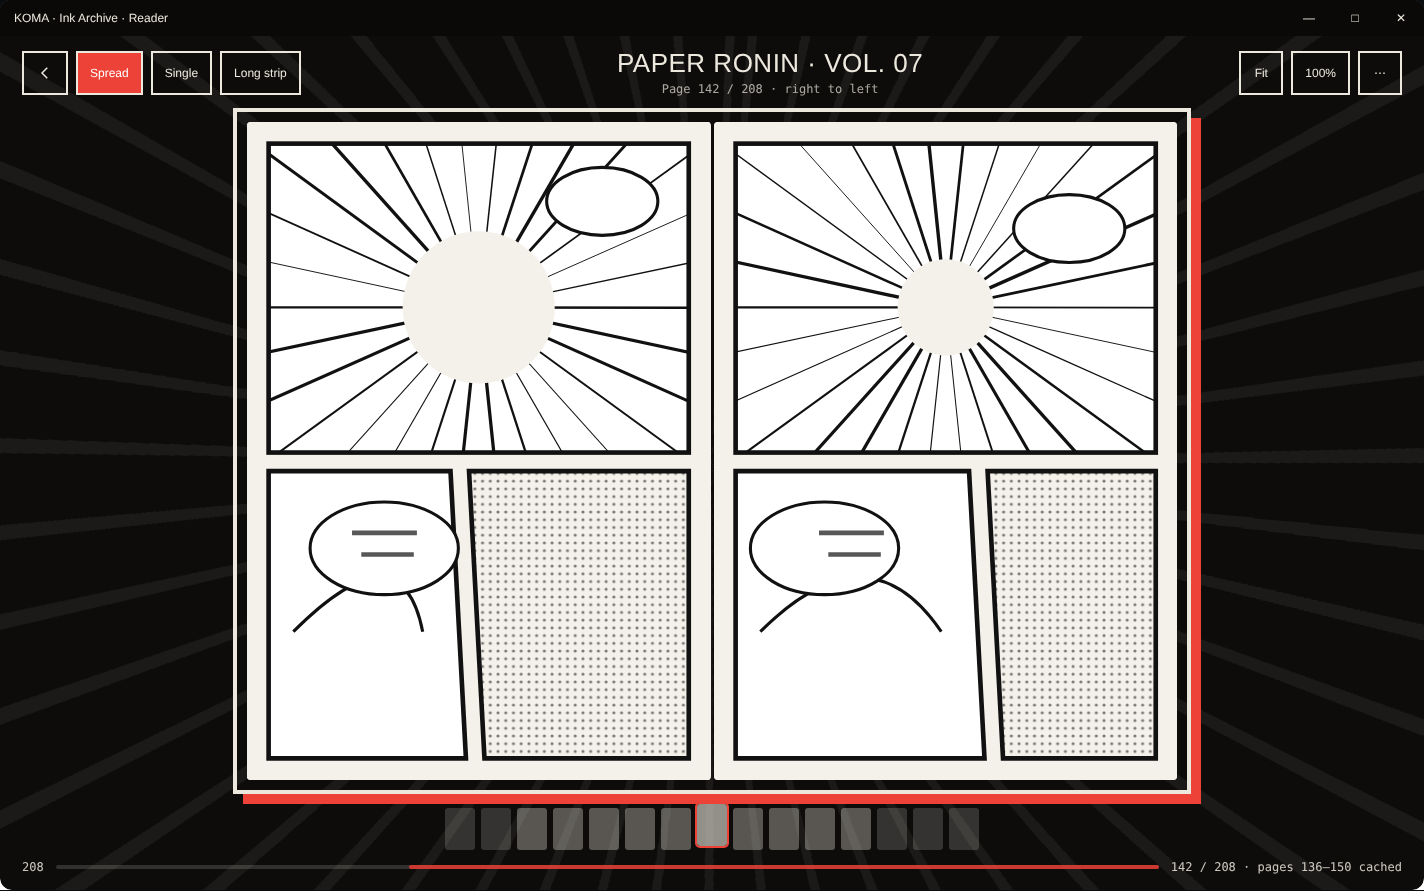 KOMA · Ink Archive · Reader
Spread
Single
Long strip
PAPER RONIN · VOL. 07
Page 142 / 208 · right to left
Fit
100%
208
142 / 208 · pages 136–150 cached